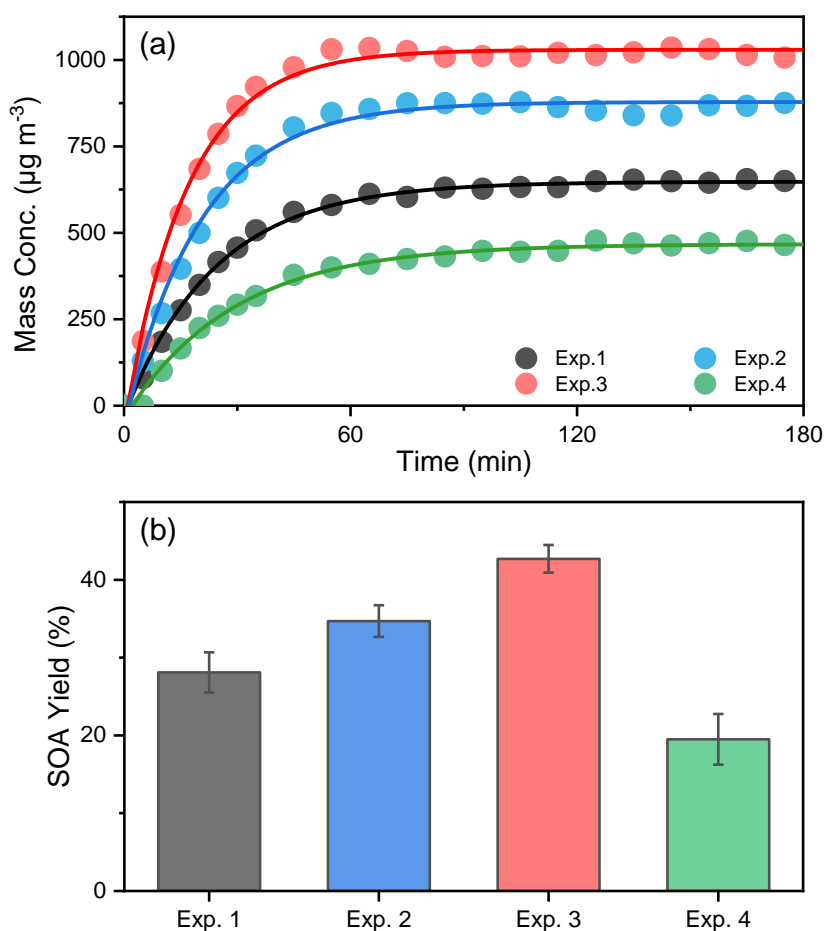 (a)
1000
750
500
250
0
Mass Conc. (μg m⁻³)
Exp.1
Exp.2
Exp.3
Exp.4
0
60
120
180
Time (min)
(b)
40
20
0
SOA Yield (%)
Exp. 1
Exp. 2
Exp. 3
Exp. 4